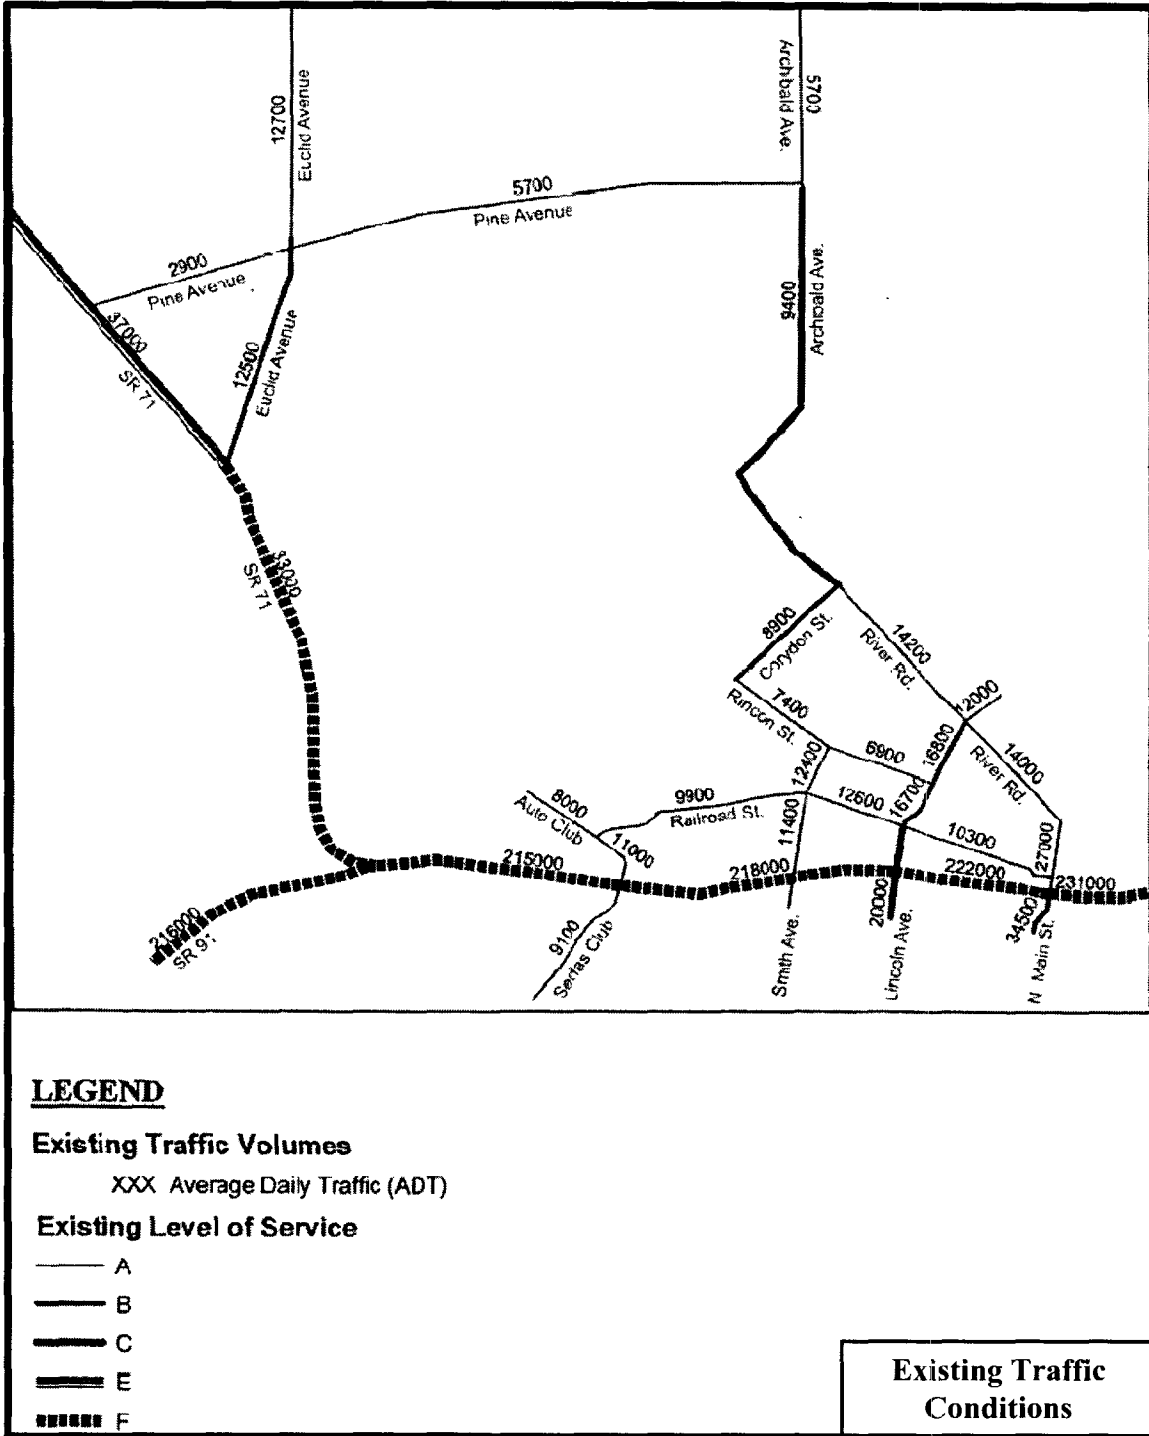 12700
Euclid Avenue
Archibald Ave.
5700
5700
Pine Avenue
2900
Pine Avenue
37000
SR 71
12500
Euclid Avenue
9400
Archibald Ave.
SR 71
8900
Corydon St.
14200
River Rd.
12000
7400
Rincon St.
6900
16800
14000
River Rd.
12400
16700
12600
9900
Railroad St.
11400
10300
27000
8000
Auto Club
11000
215000
218000
222000
231000
216000
SR 91
9100
Club
Smith Ave.
20000
Lincoln Ave.
34500
N Main St.
LEGEND
Existing Traffic Volumes
XXX Average Daily Traffic (ADT)
Existing Level of Service
A
B
C
E
F
Existing Traffic
Conditions